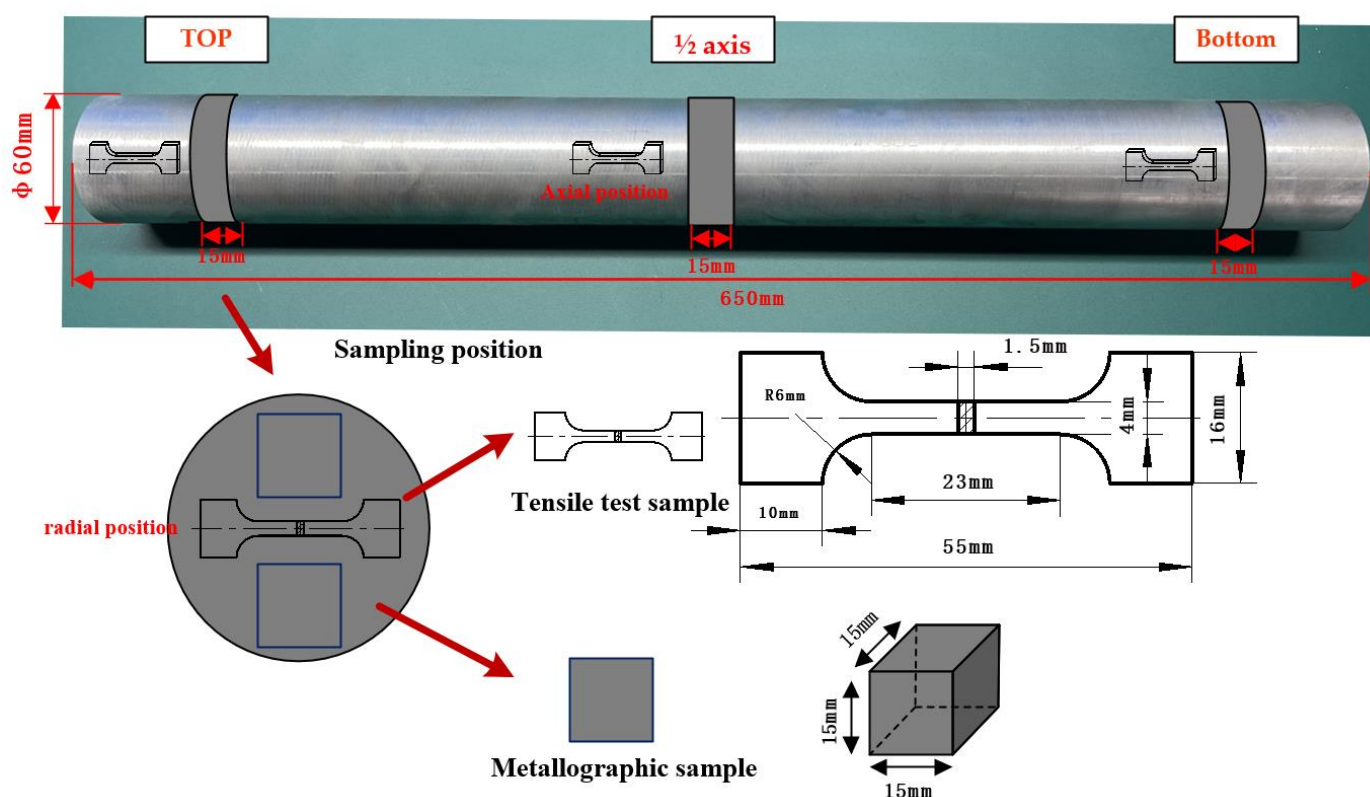 TOP
½ axis
Bottom
ф60mm
Axial position
15mm
15mm
15mm
650mm
Sampling position
1.5mm
R6mm
4mm
16mm
23mm
10mm
55mm
Tensile test sample
radial position
15mm
15mm
15mm
Metallographic sample